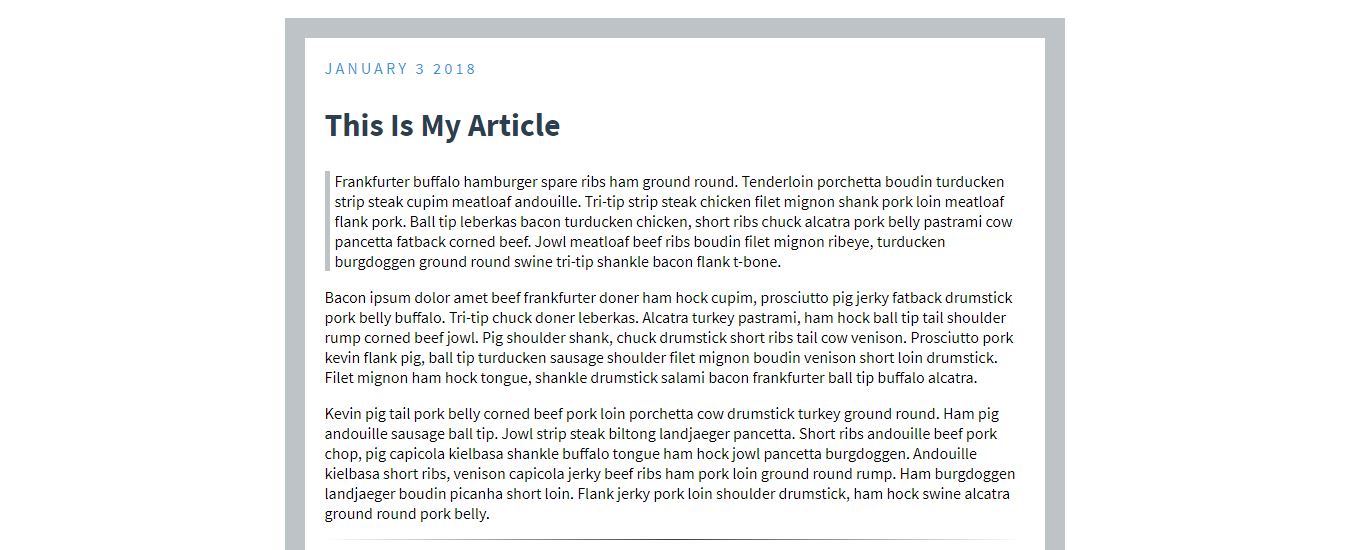 JANUARY 3 2018
This Is My Article
Frankfurter buffalo hamburger spare ribs ham ground round. Tenderloin porchetta boudin turducken
strip steak cupim meatloaf andouille. Tri-tip strip steak chicken filet mignon shank pork loin meatloaf
flank pork. Ball tip leberkas bacon turducken chicken, short ribs chuck alcatra pork belly pastrami cow
pancetta fatback corned beef. Jowl meatloaf beef ribs boudin filet mignon ribeye, turducken
burgdoggen ground round swine tri-tip shankle bacon flank t-bone.
Bacon ipsum dolor amet beef frankfurter doner ham hock cupim, prosciutto pig jerky fatback drumstick
pork belly buffalo. Tri-tip chuck doner leberkas. Alcatra turkey pastrami, ham hock ball tip tail shoulder
rump corned beef jowl. Pig shoulder shank, chuck drumstick short ribs tail cow venison. Prosciutto pork
kevin flank pig, ball tip turducken sausage shoulder filet mignon boudin venison short loin drumstick.
Filet mignon ham hock tongue, shankle drumstick salami bacon frankfurter ball tip buffalo alcatra.
Kevin pig tail pork belly corned beef pork loin porchetta cow drumstick turkey ground round. Ham pig
andouille sausage ball tip. Jowl strip steak biltong landjaeger pancetta. Short ribs andouille beef pork
chop, pig capicola kielbasa shankle buffalo tongue ham hock jowl pancetta burgdoggen. Andouille
kielbasa short ribs, venison capicola jerky beef ribs ham pork loin ground round rump. Ham burgdoggen
landjaeger boudin picanha short loin. Flank jerky pork loin shoulder drumstick, ham hock swine alcatra
ground round pork belly.